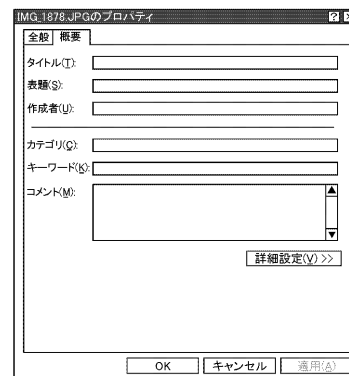 IMG_1878.JPGのプロパティ
全般 概要
タイトル(T):
表題(S):
作成者(U):
カテゴリ(C):
キーワード(K):
コメント(M):
詳細設定(V) >>
OK キャンセル 適用(A)